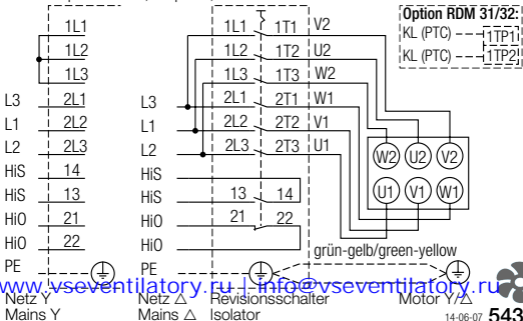 Option RDM 31/32:
1L1 1L1 1T1 V2 KL (PTC) 1TP1
1L2 1L2 1T2 U2 KL (PTC) 1TP2
1L3 1L3 1T3 W2
L3 2L1 L3 2L1 2T1 W1
L1 2L2 L1 2L2 2T2 V1
L2 2L3 L2 2L3 2T3 U1
W2 U2 V2
HiS 14 HiS
HiS 13 HiS 13 14
U1 V1 W1
HiO 21 HiO 21 22
HiO 22 HiO
grün-gelb/green-yellow
PE PE
www.vseventilatory.ru | info@vseventilatory.ru
Netz Y Netz △ Revisionsschalter Motor Y/△
Mains Y Mains △ Isolator 14-06-07 543